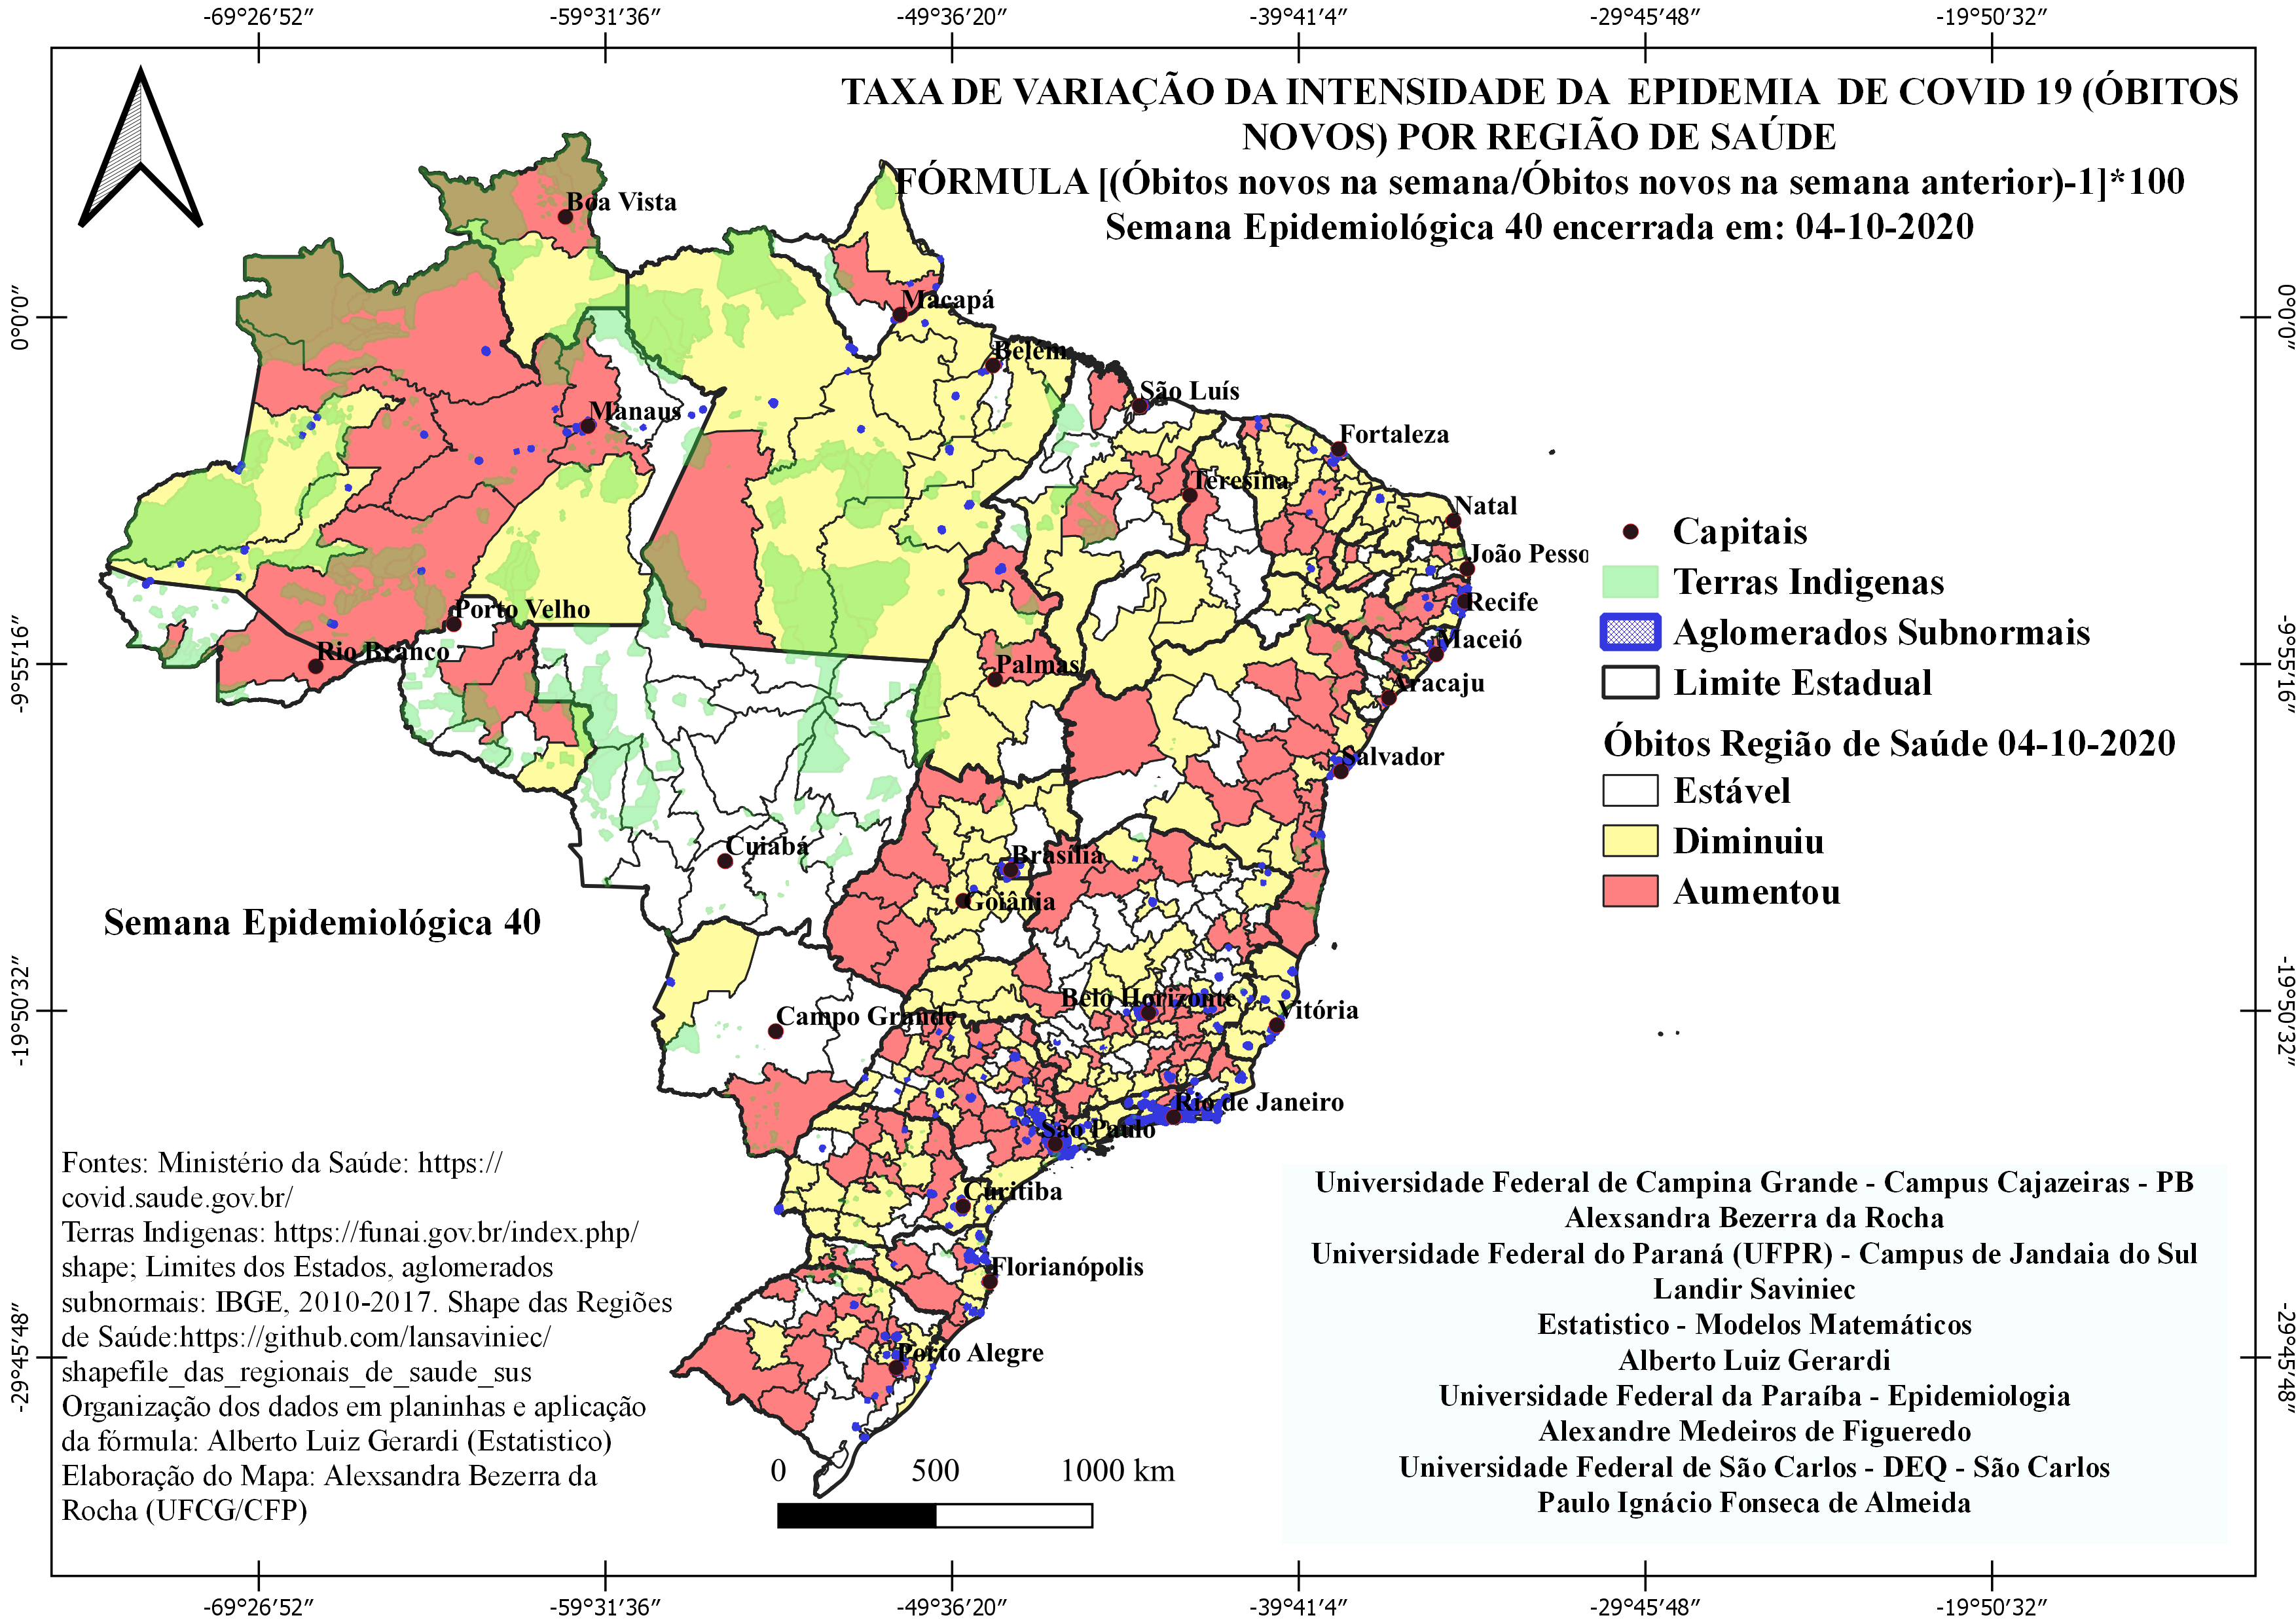 -69°26′52″ -59°31′36″ -49°36′20″ -39°41′4″ -29°45′48″ -19°50′32″
TAXA DE VARIAÇÃO DA INTENSIDADE DA EPIDEMIA DE COVID 19 (ÓBITOS
NOVOS) POR REGIÃO DE SAÚDE
FÓRMULA [(Óbitos novos na semana/Óbitos novos na semana anterior)-1]*100
Semana Epidemiológica 40 encerrada em: 04-10-2020
0°0′0″
-9°55′16″
-19°50′32″
-29°45′48″
0°0′0″
-9°55′16″
-19°50′32″
-29°45′48″
Boa Vista
Macapá
Belém
São Luís
Manaus
Fortaleza
Teresina
Natal
João Pesso
Porto Velho
Recife
Rio Branco
Maceió
Palmas
Aracaju
Salvador
Cuiabá
Brasília
Goiânia
Belo Horizonte
Campo Grande
Vitória
Rio de Janeiro
São Paulo
Curitiba
Florianópolis
Porto Alegre
Capitais
Terras Indigenas
Aglomerados Subnormais
Limite Estadual
Óbitos Região de Saúde 04-10-2020
Estável
Diminuiu
Aumentou
Semana Epidemiológica 40
Fontes: Ministério da Saúde: https://
covid.saude.gov.br/
Terras Indigenas: https://funai.gov.br/index.php/
shape; Limites dos Estados, aglomerados
subnormais: IBGE, 2010-2017. Shape das Regiões
de Saúde:https://github.com/lansaviniec/
shapefile_das_regionais_de_saude_sus
Organização dos dados em planinhas e aplicação
da fórmula: Alberto Luiz Gerardi (Estatistico)
Elaboração do Mapa: Alexsandra Bezerra da
Rocha (UFCG/CFP)
0 500 1000 km
Universidade Federal de Campina Grande - Campus Cajazeiras - PB
Alexsandra Bezerra da Rocha
Universidade Federal do Paraná (UFPR) - Campus de Jandaia do Sul
Landir Saviniec
Estatistico - Modelos Matemáticos
Alberto Luiz Gerardi
Universidade Federal da Paraíba - Epidemiologia
Alexandre Medeiros de Figueredo
Universidade Federal de São Carlos - DEQ - São Carlos
Paulo Ignácio Fonseca de Almeida
-69°26′52″ -59°31′36″ -49°36′20″ -39°41′4″ -29°45′48″ -19°50′32″